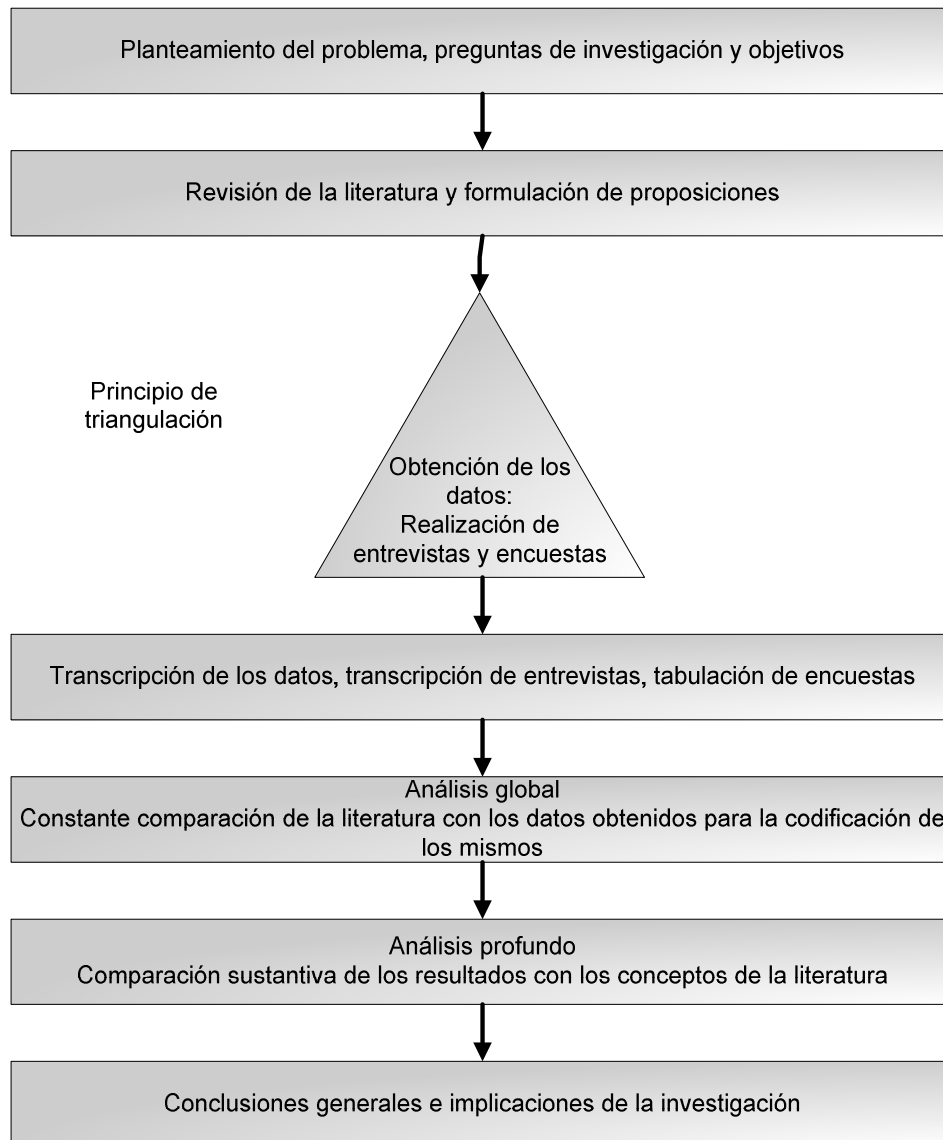 Planteamiento del problema, preguntas de investigación y objetivos
Revisión de la literatura y formulación de proposiciones
Principio de
triangulación
Obtención de los
datos:
Realización de
entrevistas y encuestas
Transcripción de los datos, transcripción de entrevistas, tabulación de encuestas
Análisis global
Constante comparación de la literatura con los datos obtenidos para la codificación de
los mismos
Análisis profundo
Comparación sustantiva de los resultados con los conceptos de la literatura
Conclusiones generales e implicaciones de la investigación